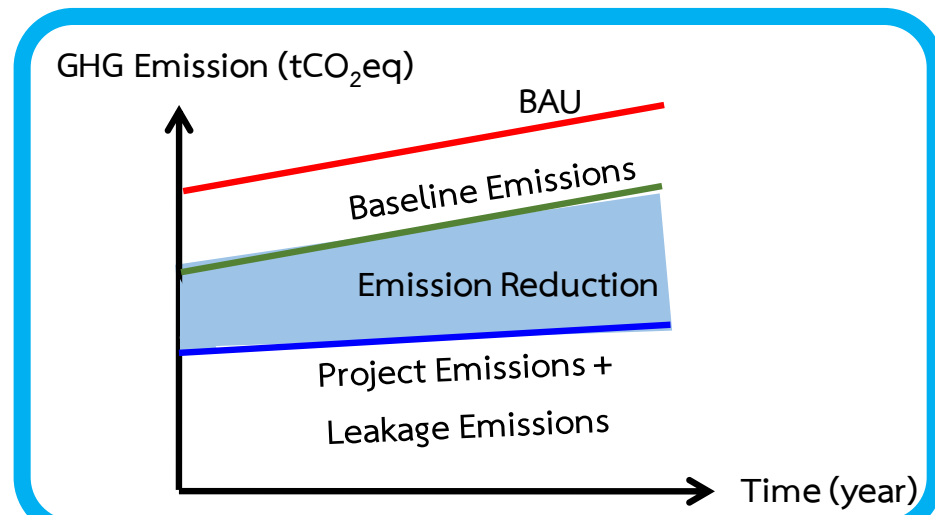 GHG Emission (tCO₂eq)
BAU
Baseline Emissions
Emission Reduction
Project Emissions +
Leakage Emissions
Time (year)